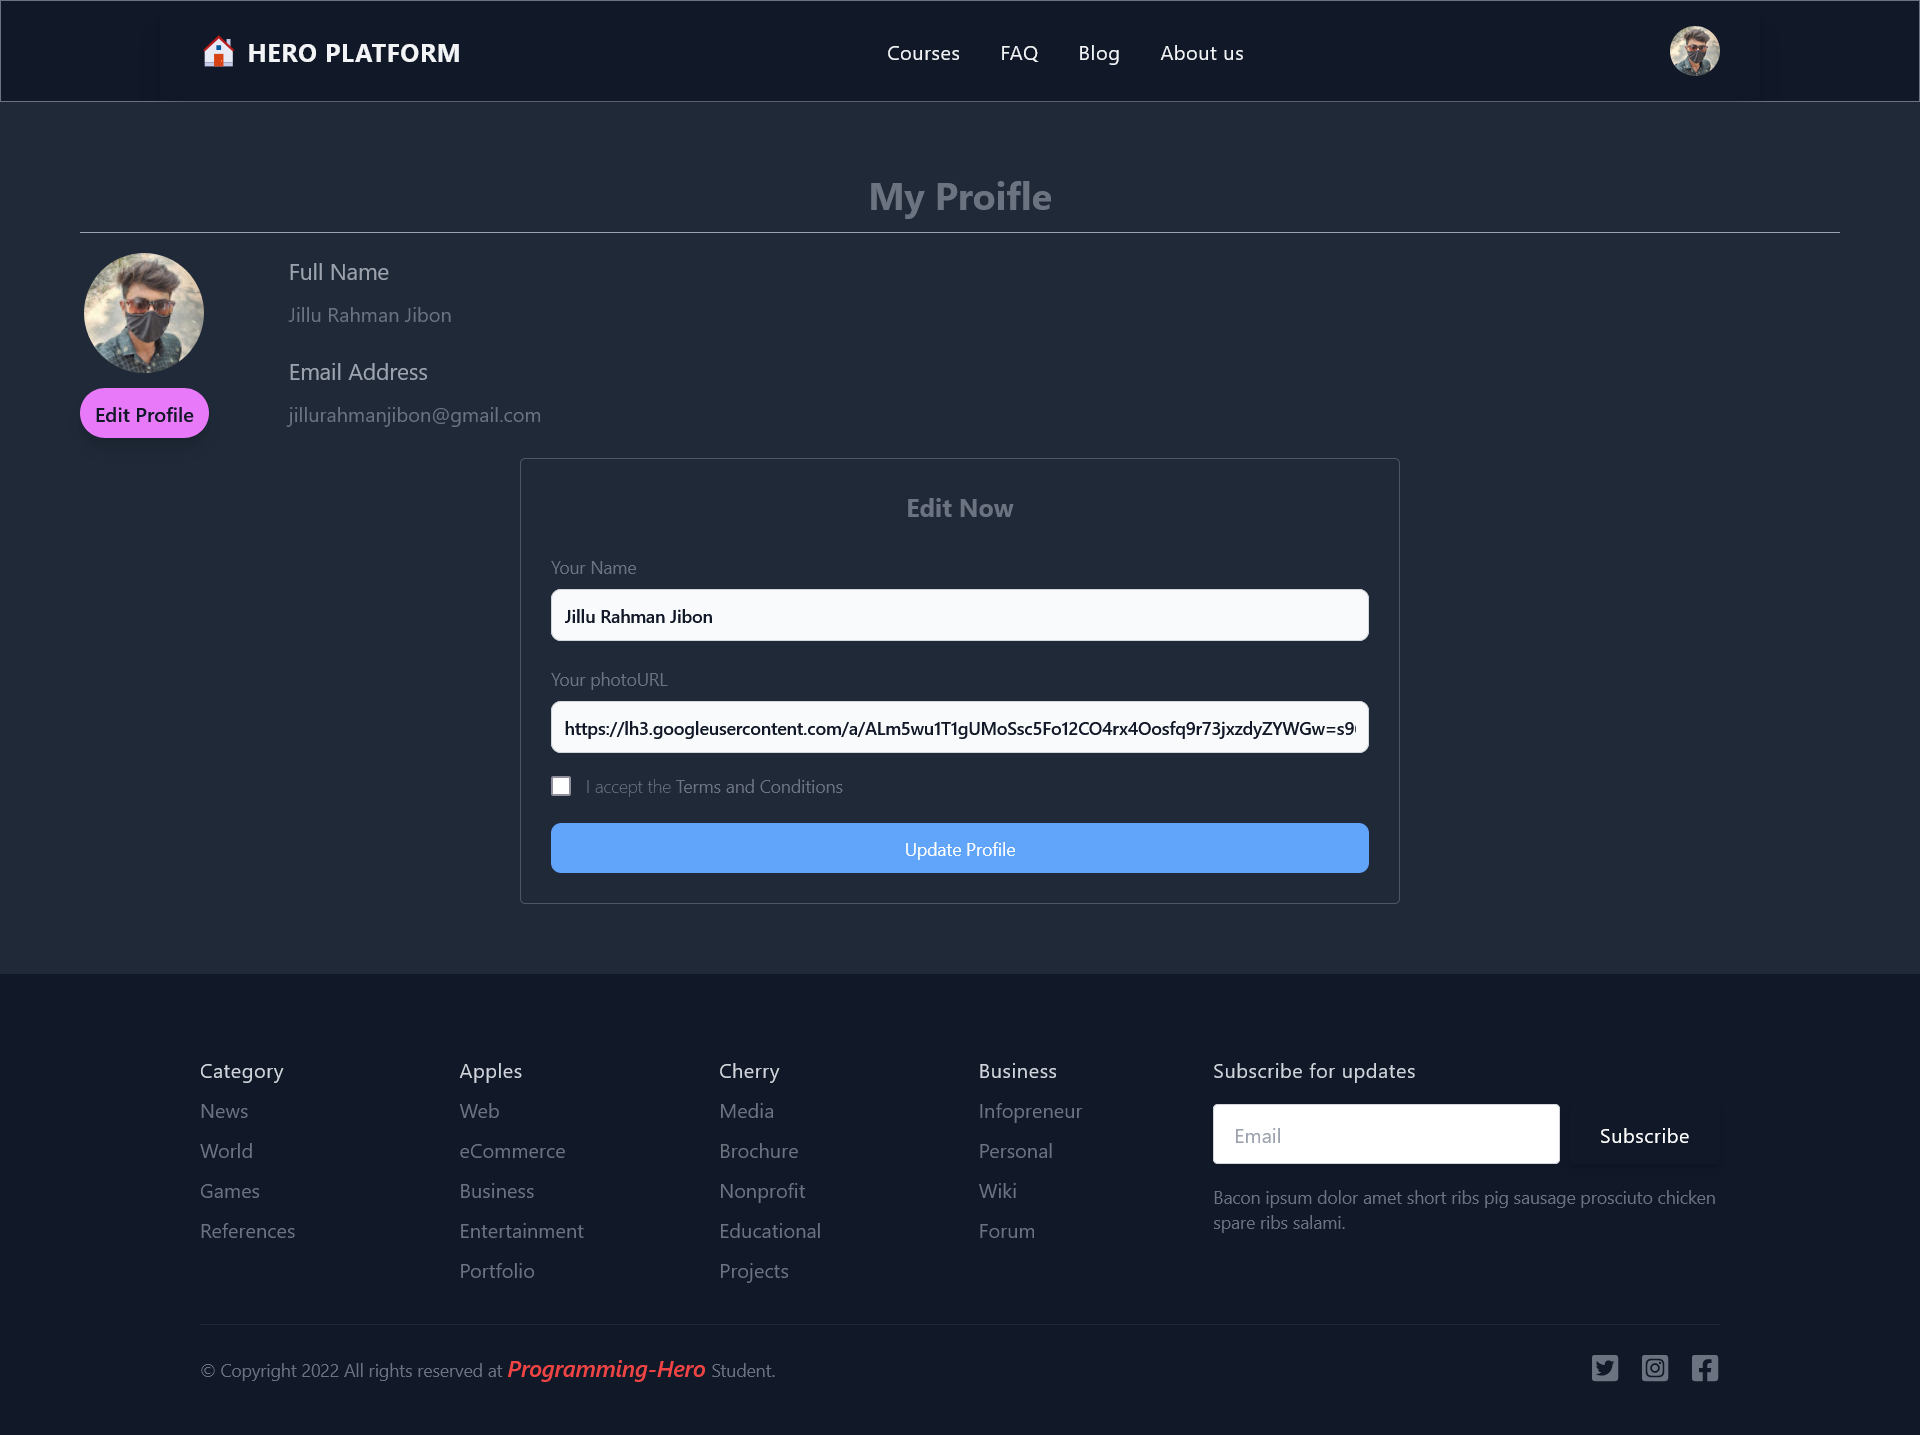 HERO PLATFORM
Courses FAQ Blog About us
My Proifle
Full Name
Jillu Rahman Jibon
Email Address
jillurahmanjibon@gmail.com
Edit Profile
Edit Now
Your Name
Jillu Rahman Jibon
Your photoURL
https://lh3.googleusercontent.com/a/ALm5wu1T1gUMoSsc5Fo12CO4rx4Oosfq9r73jxzdyZYWGw=s9
I accept the Terms and Conditions
Update Profile
Category
News
World
Games
References
Apples
Web
eCommerce
Business
Entertainment
Portfolio
Cherry
Media
Brochure
Nonprofit
Educational
Projects
Business
Infopreneur
Personal
Wiki
Forum
Subscribe for updates
Email
Subscribe
Bacon ipsum dolor amet short ribs pig sausage prosciuto chicken
spare ribs salami.
© Copyright 2022 All rights reserved at Programming-Hero Student.